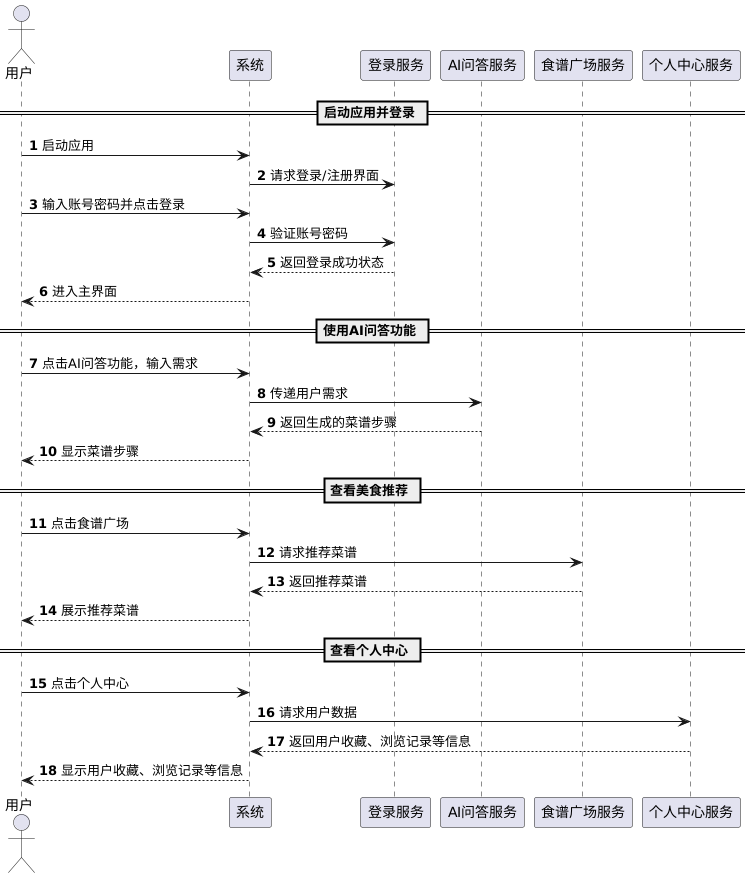 用户
系统
登录服务
AI问答服务
食谱广场服务
个人中心服务
启动应用并登录
1 启动应用
2 请求登录/注册界面
3 输入账号密码并点击登录
4 验证账号密码
5 返回登录成功状态
6 进入主界面
使用AI问答功能
7 点击AI问答功能，输入需求
8 传递用户需求
9 返回生成的菜谱步骤
10 显示菜谱步骤
查看美食推荐
11 点击食谱广场
12 请求推荐菜谱
13 返回推荐菜谱
14 展示推荐菜谱
查看个人中心
15 点击个人中心
16 请求用户数据
17 返回用户收藏、浏览记录等信息
18 显示用户收藏、浏览记录等信息
用户
系统
登录服务
AI问答服务
食谱广场服务
个人中心服务